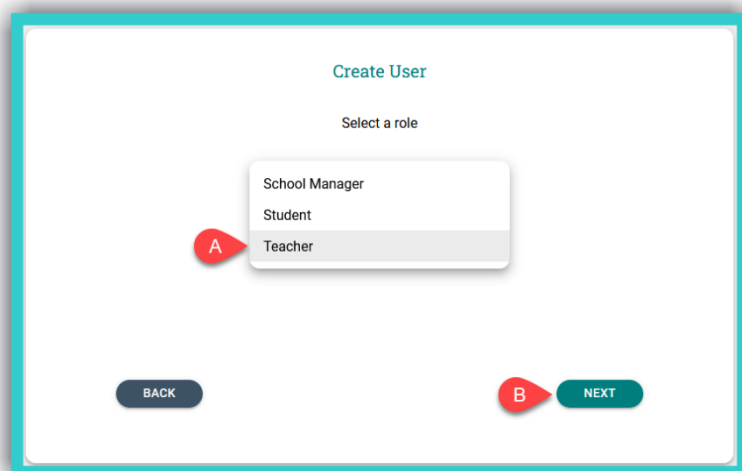 Create User
Select a role
School Manager
Student
A
Teacher
BACK
B
NEXT